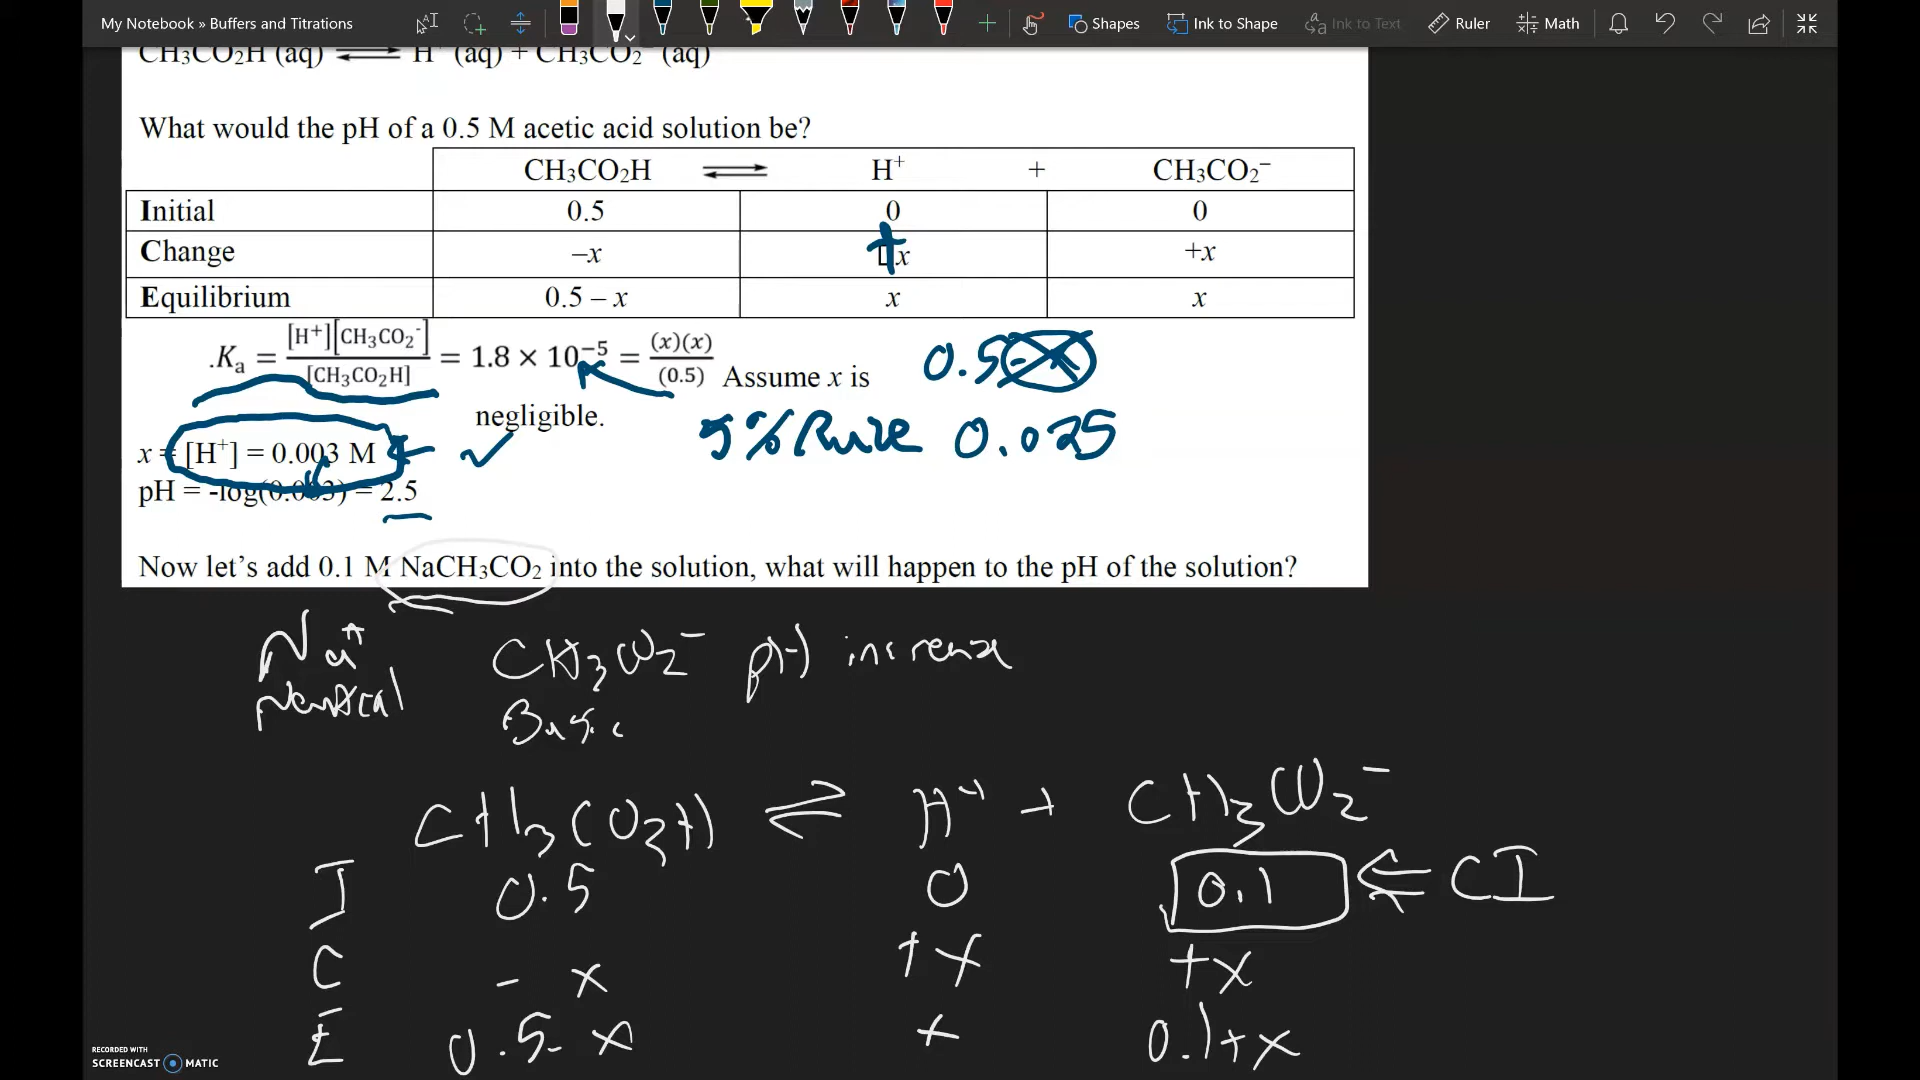 My Notebook » Buffers and Titrations
Shapes Ink to Shape Ink to Text Ruler Math
CH₃CO₂H (aq) ⇌ H⁺ (aq) + CH₃CO₂⁻ (aq)
What would the pH of a 0.5 M acetic acid solution be?
CH₃CO₂H ⇌ H⁺ + CH₃CO₂⁻
Initial 0.5 0 0
Change –x +x +x
Equilibrium 0.5 – x x x
.Kₐ = [H⁺][CH₃CO₂⁻] / [CH₃CO₂H] = 1.8 × 10⁻⁵ = (x)(x) / (0.5) Assume x is
negligible.
0.5 - x
5% Rule 0.025
x = [H⁺] = 0.003 M
pH = -log(0.003) = 2.5
Now let’s add 0.1 M NaCH₃CO₂ into the solution, what will happen to the pH of the solution?
Na⁺ CH₃CO₂⁻ pH increase
Neutral Basic
CH₃CO₂H ⇌ H⁺ + CH₃CO₂⁻
I 0.5 0 0.1 ⇐ CI
C - x +x +x
E 0.5 - x x 0.1+x
RECORDED WITH
SCREENCAST MATIC